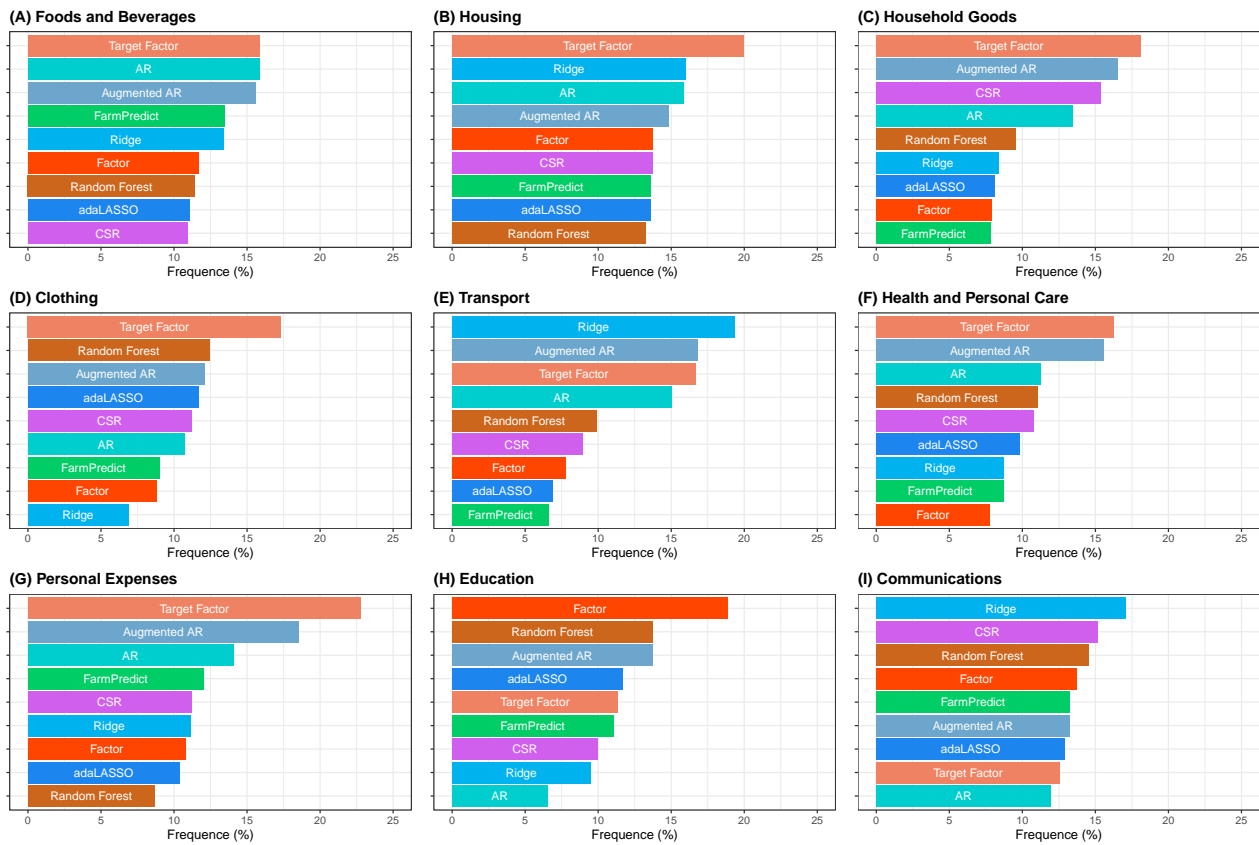 (A) Foods and Beverages
Target Factor
AR
Augmented AR
FarmPredict
Ridge
Factor
Random Forest
adaLASSO
CSR
0 5 10 15 20 25
Frequence (%)
(B) Housing
Target Factor
Ridge
AR
Augmented AR
Factor
CSR
FarmPredict
adaLASSO
Random Forest
0 5 10 15 20 25
Frequence (%)
(C) Household Goods
Target Factor
Augmented AR
CSR
AR
Random Forest
Ridge
adaLASSO
Factor
FarmPredict
0 5 10 15 20 25
Frequence (%)
(D) Clothing
Target Factor
Random Forest
Augmented AR
adaLASSO
CSR
AR
FarmPredict
Factor
Ridge
0 5 10 15 20 25
Frequence (%)
(E) Transport
Ridge
Augmented AR
Target Factor
AR
Random Forest
CSR
Factor
adaLASSO
FarmPredict
0 5 10 15 20 25
Frequence (%)
(F) Health and Personal Care
Target Factor
Augmented AR
AR
Random Forest
CSR
adaLASSO
Ridge
FarmPredict
Factor
0 5 10 15 20 25
Frequence (%)
(G) Personal Expenses
Target Factor
Augmented AR
AR
FarmPredict
CSR
Ridge
Factor
adaLASSO
Random Forest
0 5 10 15 20 25
Frequence (%)
(H) Education
Factor
Random Forest
Augmented AR
adaLASSO
Target Factor
FarmPredict
CSR
Ridge
AR
0 5 10 15 20 25
Frequence (%)
(I) Communications
Ridge
CSR
Random Forest
Factor
FarmPredict
Augmented AR
adaLASSO
Target Factor
AR
0 5 10 15 20 25
Frequence (%)